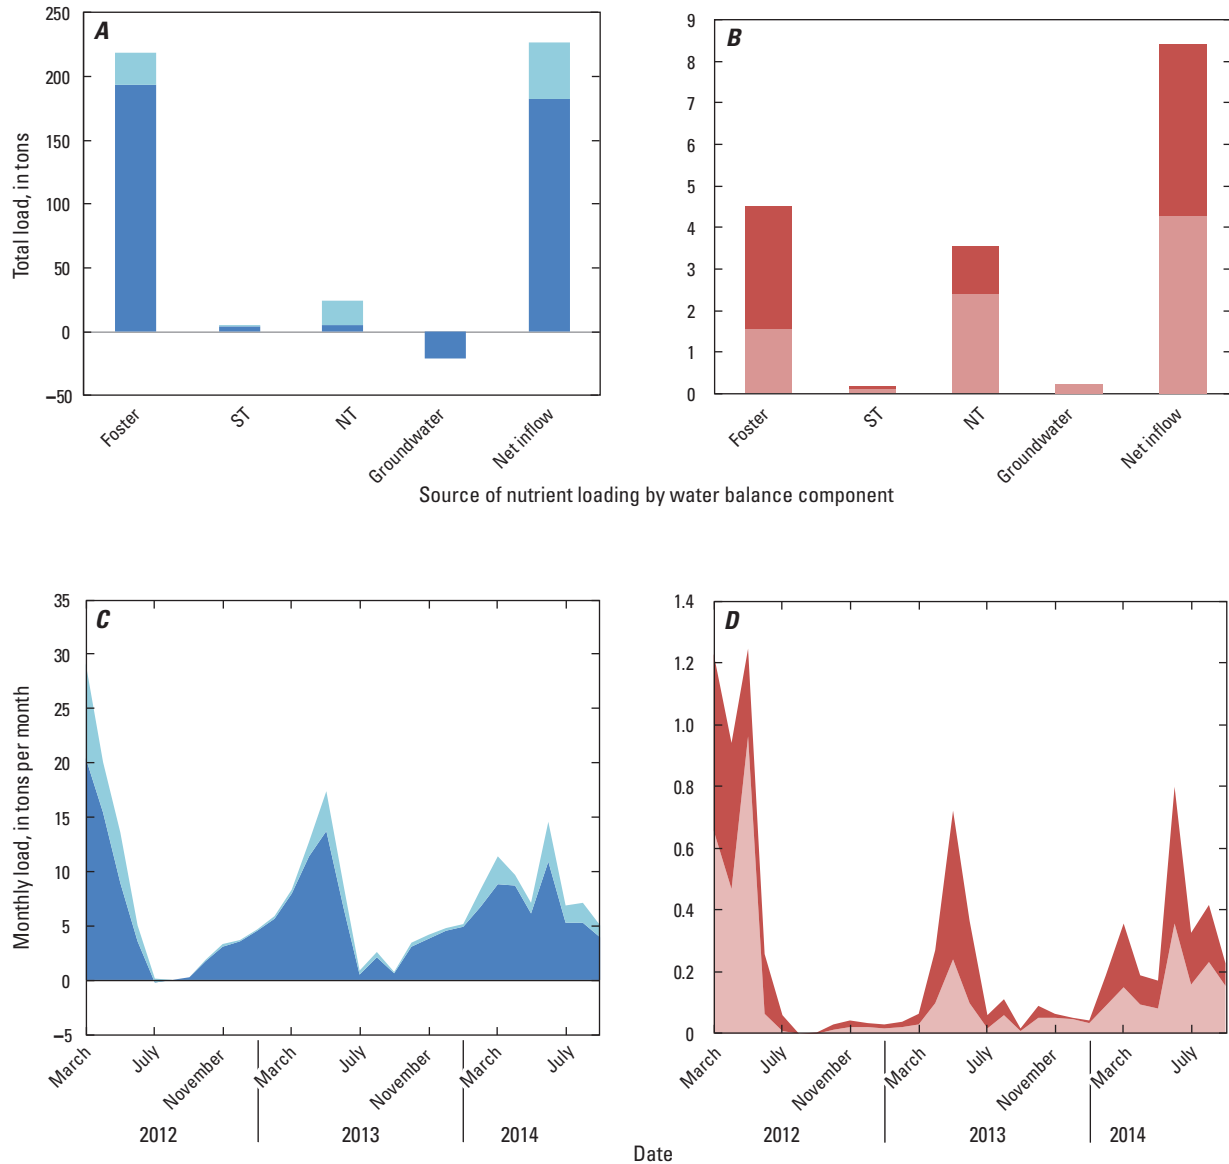 A
Total load, in tons
250
200
150
100
50
0
−50
Foster
ST
NT
Groundwater
Net inflow
B
9
8
7
6
5
4
3
2
1
0
Foster
ST
NT
Groundwater
Net inflow
Source of nutrient loading by water balance component
C
Monthly load, in tons per month
35
30
25
20
15
10
5
0
−5
March
July
November
March
July
November
March
July
2012
2013
2014
D
1.4
1.2
1.0
0.8
0.6
0.4
0.2
0
March
July
November
March
July
November
March
July
2012
2013
2014
Date